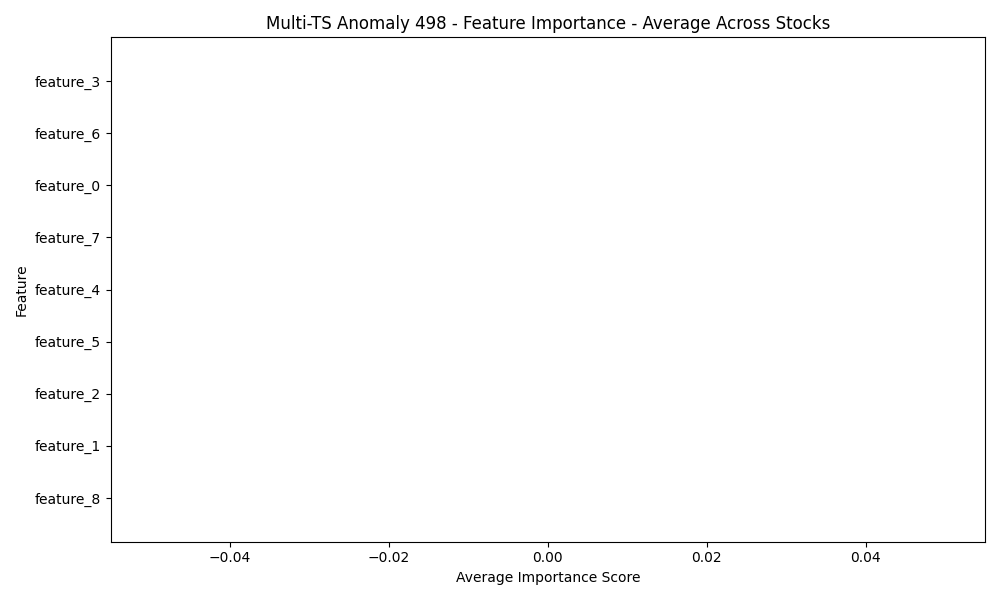 Multi-TS Anomaly 498 - Feature Importance - Average Across Stocks
feature_3
feature_6
feature_0
feature_7
feature_4
feature_5
feature_2
feature_1
feature_8
Feature
−0.04
−0.02
0.00
0.02
0.04
Average Importance Score